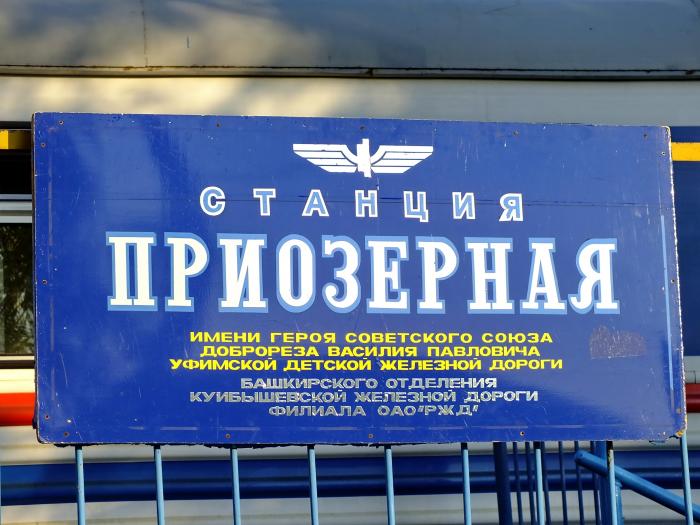 СТАНЦИЯ
ПРИОЗЕРНАЯ
ИМЕНИ ГЕРОЯ СОВЕТСКОГО СОЮЗА
ДОБРОРЕЗА ВАСИЛИЯ ПАВЛОВИЧА
УФИМСКОЙ ДЕТСКОЙ ЖЕЛЕЗНОЙ ДОРОГИ
БАШКИРСКОГО ОТДЕЛЕНИЯ
КУЙБЫШЕВСКОЙ ЖЕЛЕЗНОЙ ДОРОГИ
ФИЛИАЛА ОАО"РЖД"